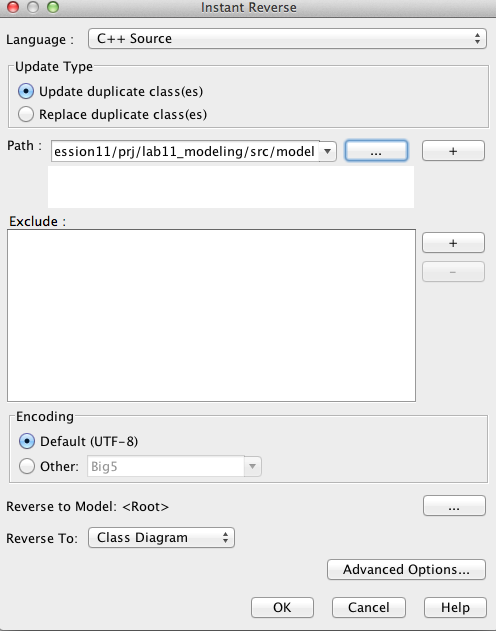 Instant Reverse
Language : C++ Source
Update Type
Update duplicate class(es)
Replace duplicate class(es)
Path : ession11/prj/lab11_modeling/src/model ... +
Exclude :
+
-
Encoding
Default (UTF-8)
Other: Big5
Reverse to Model: <Root> ...
Reverse To: Class Diagram
Advanced Options...
OK Cancel Help